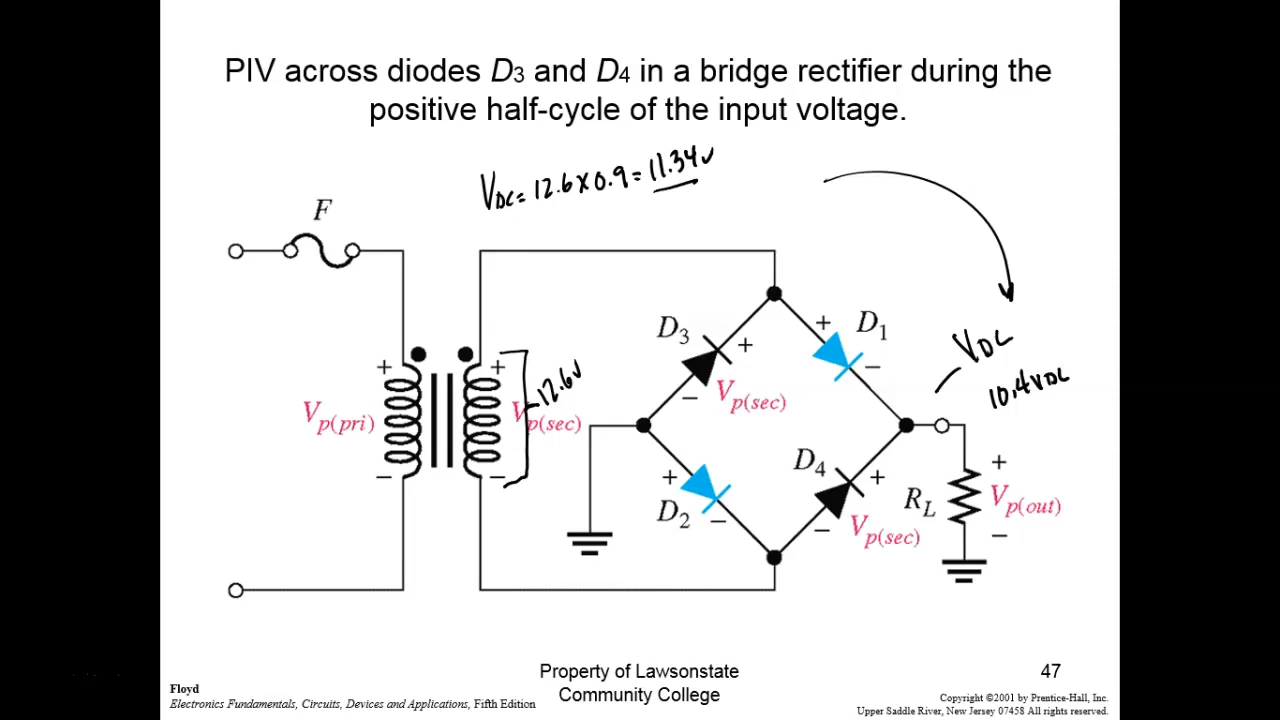 PIV across diodes D3 and D4 in a bridge rectifier during the
positive half-cycle of the input voltage.
VDC = 12.6 x 0.9 = 11.34v
F
D3
+
D1
+
−
VDC
10.4VDC
+
+
12.6v
Vp(pri)
Vp(sec)
−
Vp(sec)
−
−
+
D2
−
D4
+
−
Vp(sec)
RL
+
Vp(out)
−
Property of Lawsonstate
Community College
47
Floyd
Electronics Fundamentals, Circuits, Devices and Applications, Fifth Edition
Copyright ©2001 by Prentice-Hall, Inc.
Upper Saddle River, New Jersey 07458 All rights reserved.